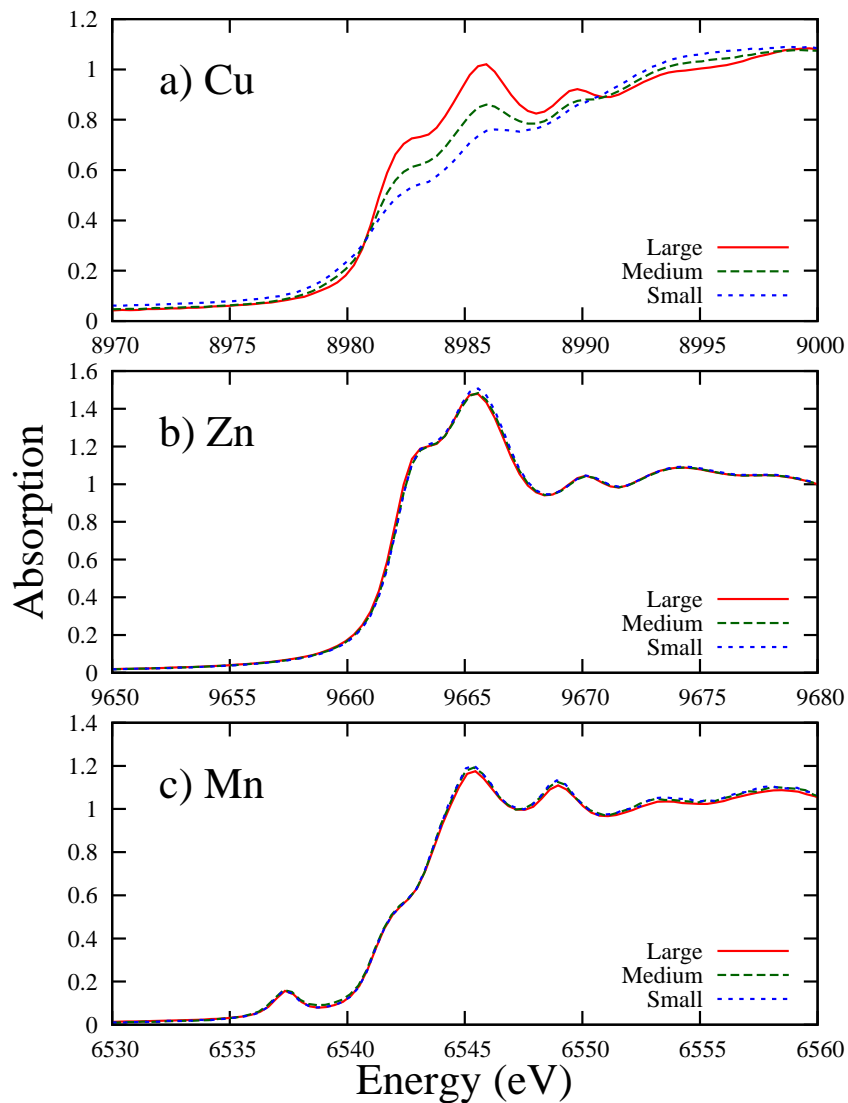 a) Cu
1.2
1
0.8
0.6
0.4
0.2
0
Large
Medium
Small
8970 8975 8980 8985 8990 8995 9000
b) Zn
1.6
1.4
1.2
1
0.8
0.6
0.4
0.2
0
Large
Medium
Small
9650 9655 9660 9665 9670 9675 9680
Absorption
c) Mn
1.4
1.2
1
0.8
0.6
0.4
0.2
0
Large
Medium
Small
6530 6535 6540 6545 6550 6555 6560
Energy (eV)